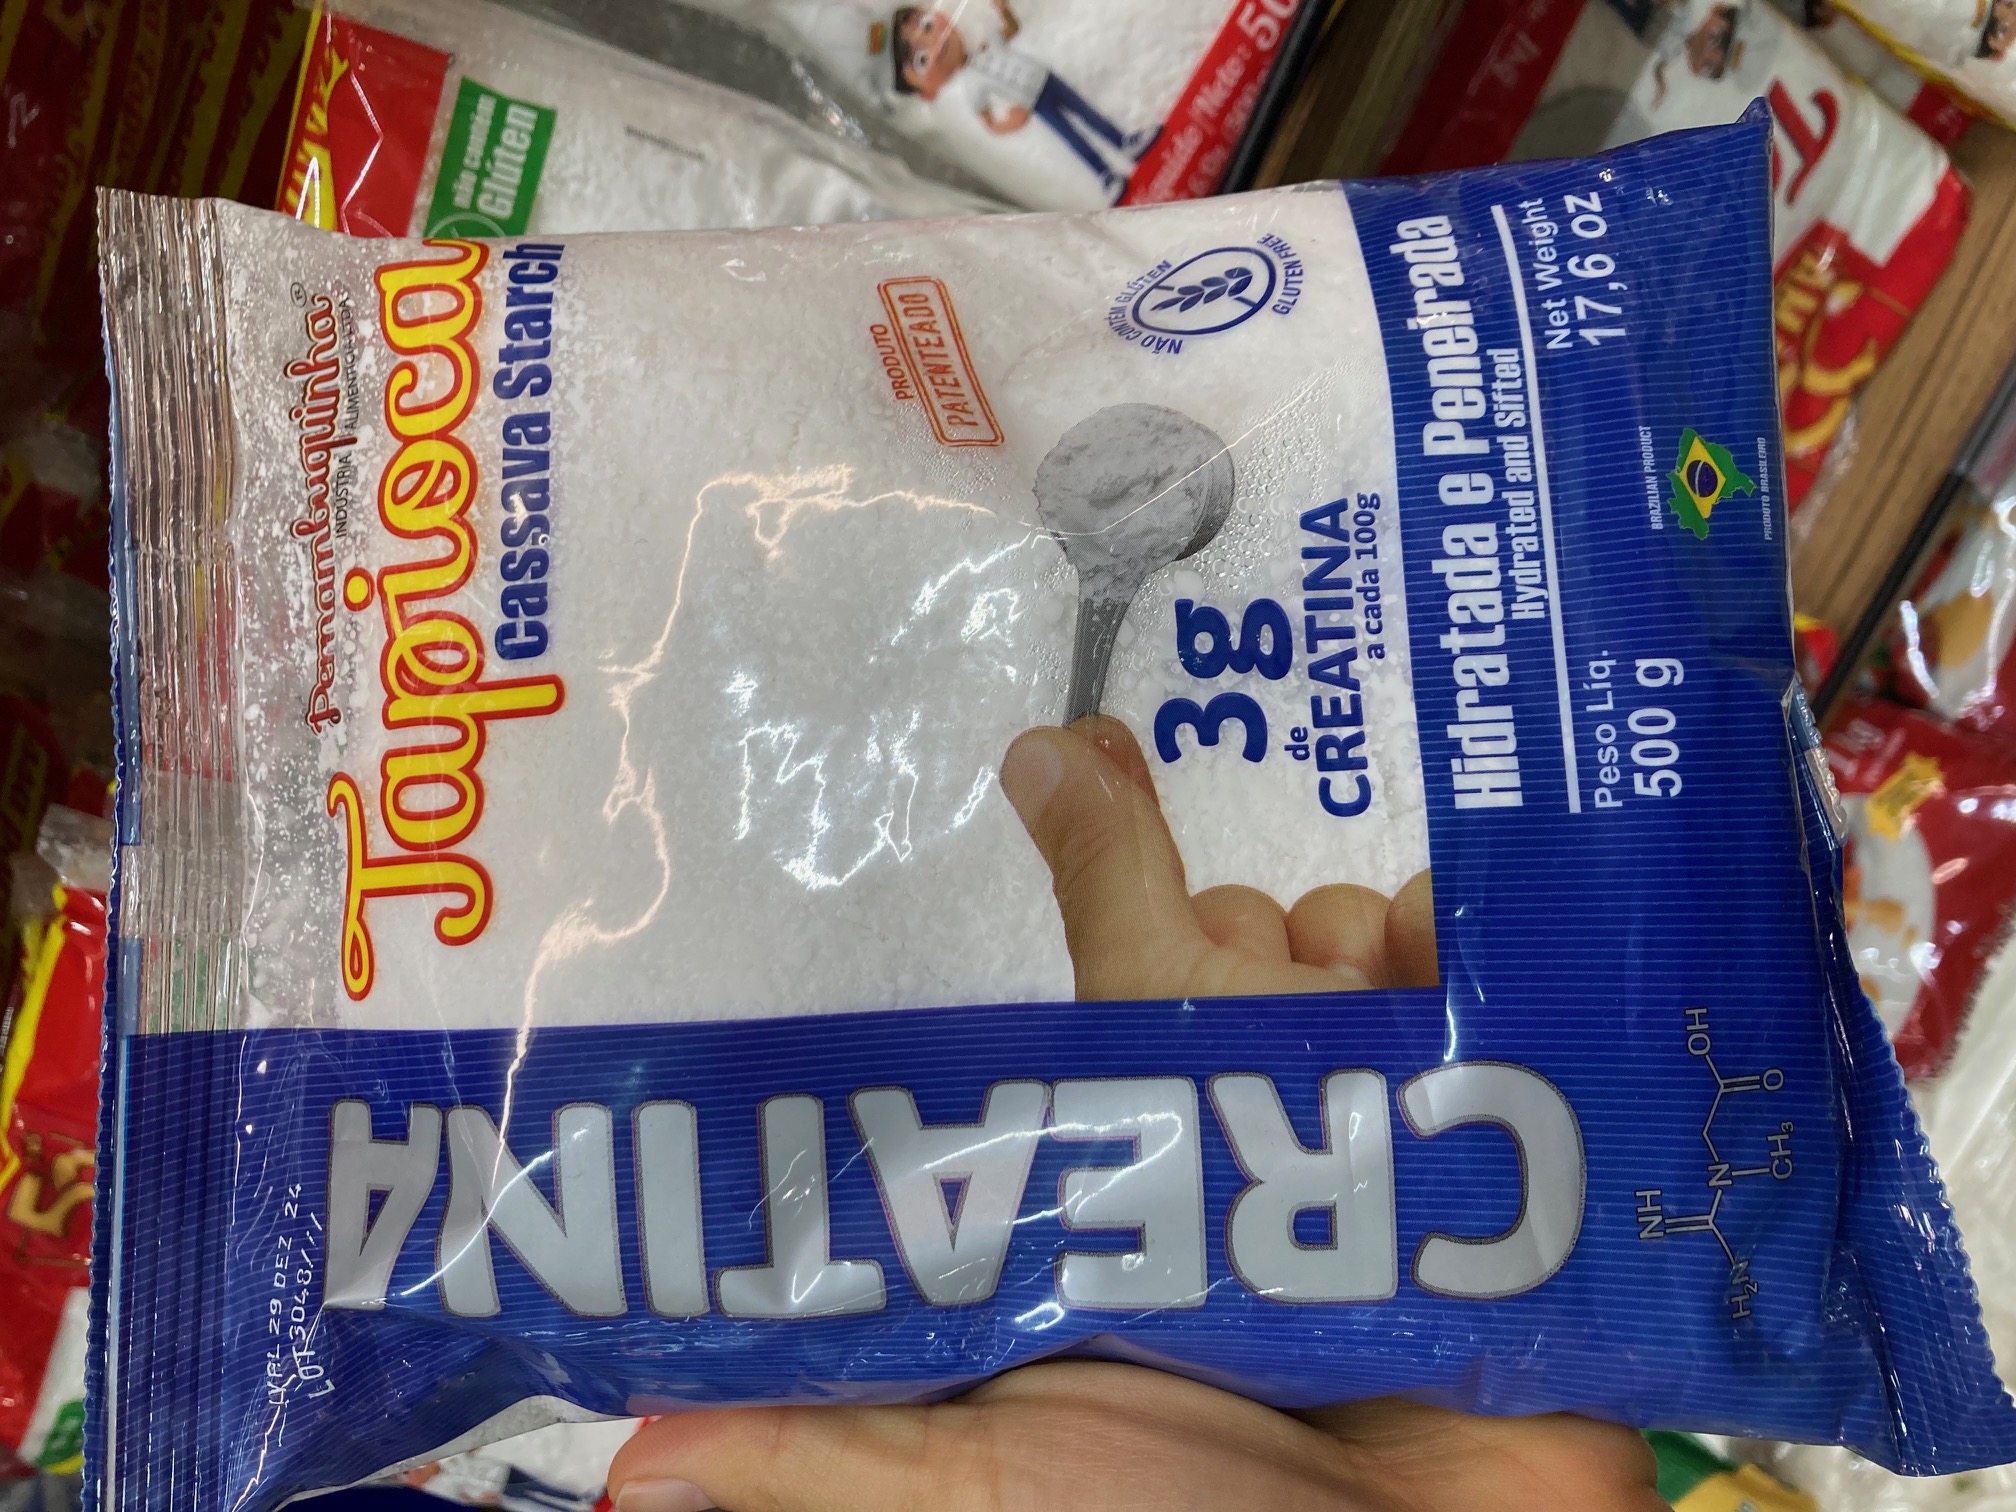 Pernambuquinha®
INDÚSTRIA ALIMENTÍCIA LTDA
Tapioca
Cassava Starch
PRODUTO
PATENTEADO
NÃO CONTÉM GLÚTEN
GLUTEN FREE
3g
de
CREATINA
a cada 100g
Hidratada e Peneirada
Hydrated and Sifted
Peso Líq.
500 g
Net Weight
17,6 oz
BRAZILIAN PRODUCT
PRODUTO BRASILEIRO
CREATINA
NH
H₂N
N
CH₃
O
OH
VAL 29 DEZ 24
não contém
Glúten